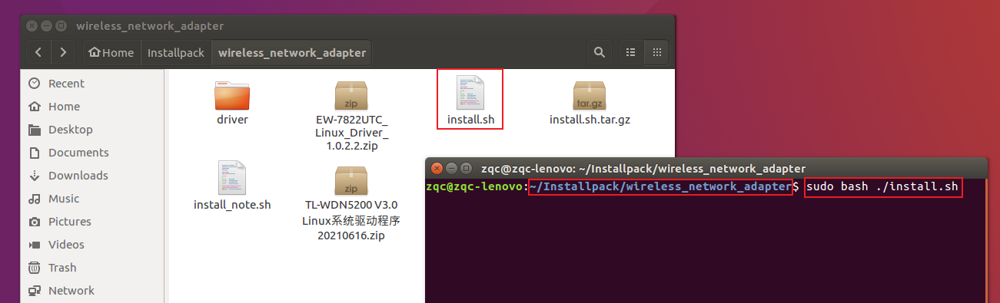 wireless_network_adapter
Home
Installpack
wireless_network_adapter
Recent
Home
Desktop
Documents
Downloads
Music
Pictures
Videos
Trash
Network
driver
zip
EW-7822UTC_
Linux_Driver_
1.0.2.2.zip
install.sh
tar.gz
install.sh.tar.gz
install_note.sh
zip
TL-WDN5200 V3.0
Linux系统驱动程序
20210616.zip
zqc@zqc-lenovo: ~/Installpack/wireless_network_adapter
zqc@zqc-lenovo:~/Installpack/wireless_network_adapter$ sudo bash ./install.sh